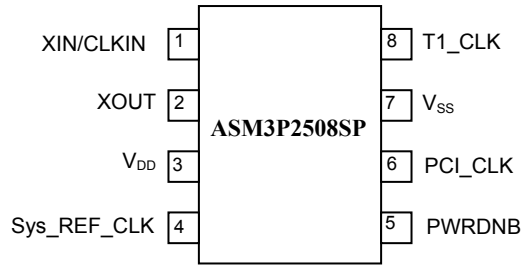 XIN/CLKIN 1 8 T1_CLK
XOUT 2 7 VSS
ASM3P2508SP
VDD 3 6 PCI_CLK
Sys_REF_CLK 4 5 PWRDNB